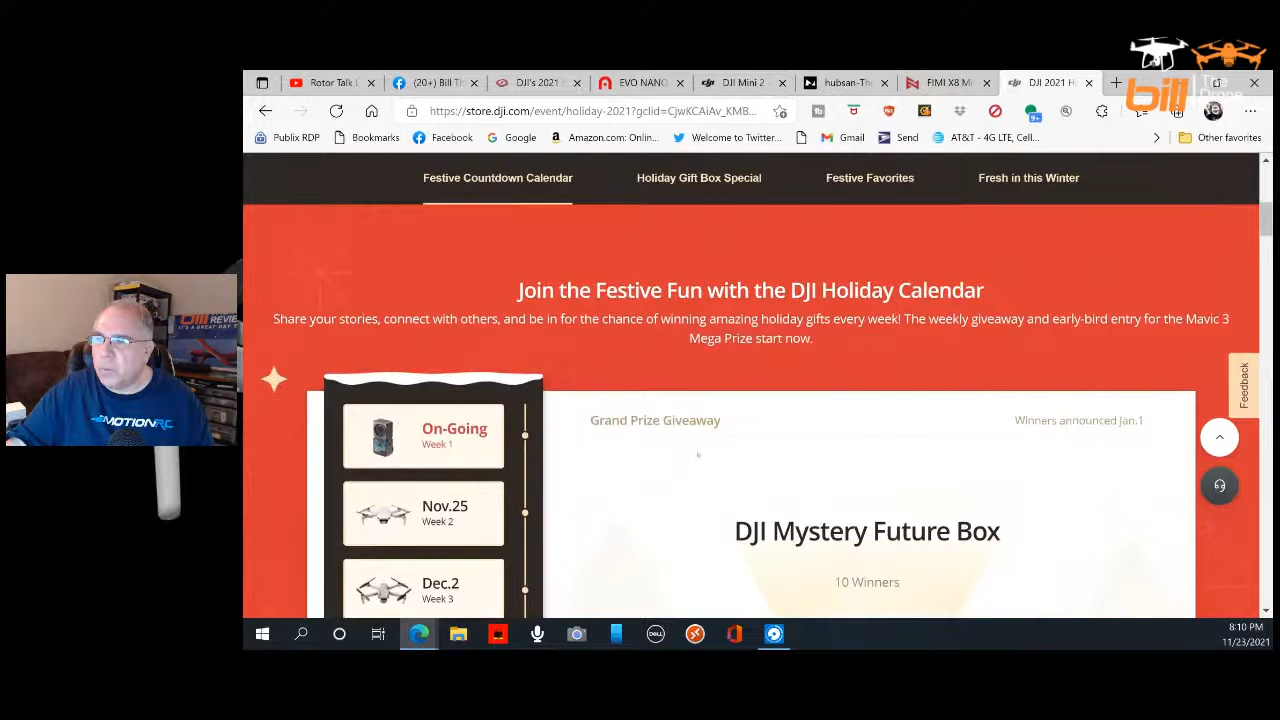 bill The
Drone
Re
Rotor Talk L
(20+) Bill Th
DJI's 2021
EVO NANO
DJI Mini 2 -
hubsan-The
FIMI X8 Mi
DJI 2021 Ho
https://store.dji.com/event/holiday-2021?gclid=CjwKCAiAv_KMB...
Publix RDP
Bookmarks
Facebook
Google
Amazon.com: Onlin...
Welcome to Twitter...
Gmail
Send
AT&T - 4G LTE, Cell...
Other favorites
Festive Countdown Calendar
Holiday Gift Box Special
Festive Favorites
Fresh in this Winter
Join the Festive Fun with the DJI Holiday Calendar
Share your stories, connect with others, and be in for the chance of winning amazing holiday gifts every week! The weekly giveaway and early-bird entry for the Mavic 3
Mega Prize start now.
Feedback
On-Going
Week 1
Nov.25
Week 2
Dec.2
Week 3
Grand Prize Giveaway
Winners announced Jan.1
DJI Mystery Future Box
10 Winners
MOTIONRC
DELL
8:10 PM
11/23/2021